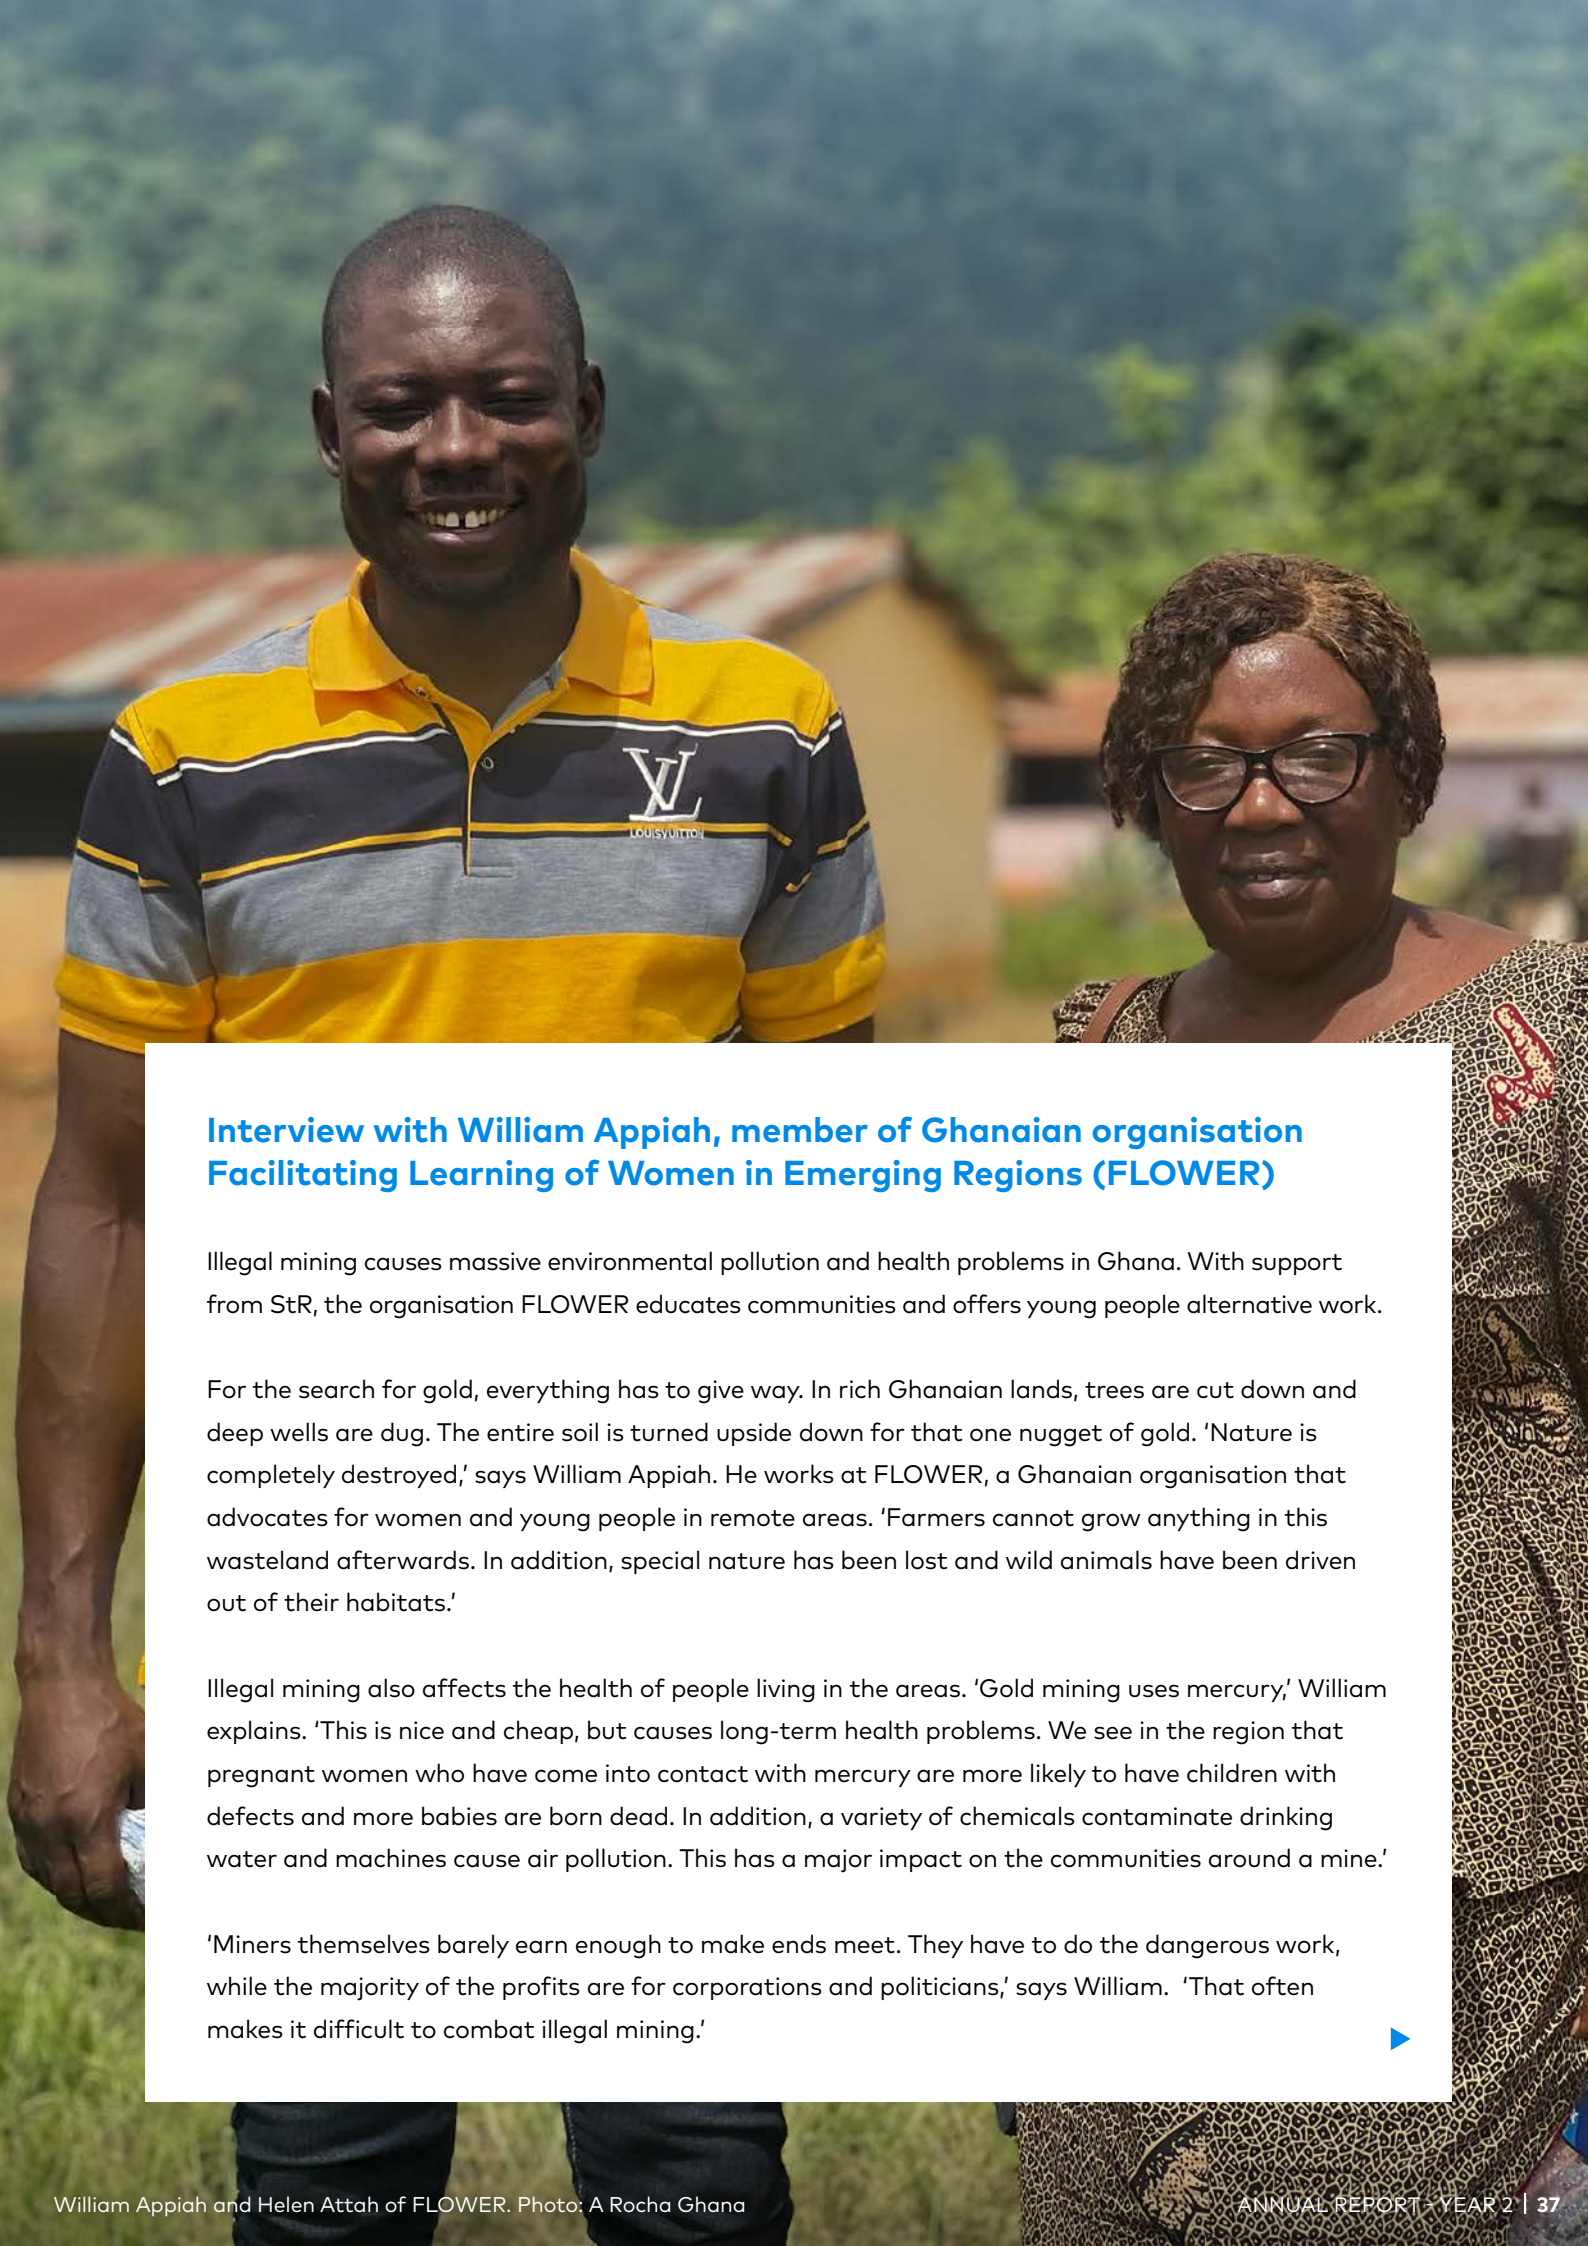 LOUISVUITTON
Interview with William Appiah, member of Ghanaian organisation
Facilitating Learning of Women in Emerging Regions (FLOWER)
Illegal mining causes massive environmental pollution and health problems in Ghana. With support
from StR, the organisation FLOWER educates communities and offers young people alternative work.
For the search for gold, everything has to give way. In rich Ghanaian lands, trees are cut down and
deep wells are dug. The entire soil is turned upside down for that one nugget of gold. ‘Nature is
completely destroyed,’ says William Appiah. He works at FLOWER, a Ghanaian organisation that
advocates for women and young people in remote areas. ‘Farmers cannot grow anything in this
wasteland afterwards. In addition, special nature has been lost and wild animals have been driven
out of their habitats.’
Illegal mining also affects the health of people living in the areas. ‘Gold mining uses mercury,’ William
explains. ‘This is nice and cheap, but causes long-term health problems. We see in the region that
pregnant women who have come into contact with mercury are more likely to have children with
defects and more babies are born dead. In addition, a variety of chemicals contaminate drinking
water and machines cause air pollution. This has a major impact on the communities around a mine.’
‘Miners themselves barely earn enough to make ends meet. They have to do the dangerous work,
while the majority of the profits are for corporations and politicians,’ says William.  ‘That often
makes it difficult to combat illegal mining.’
William Appiah and Helen Attah of FLOWER. Photo: A Rocha Ghana
ANNUAL REPORT - YEAR 2 | 37